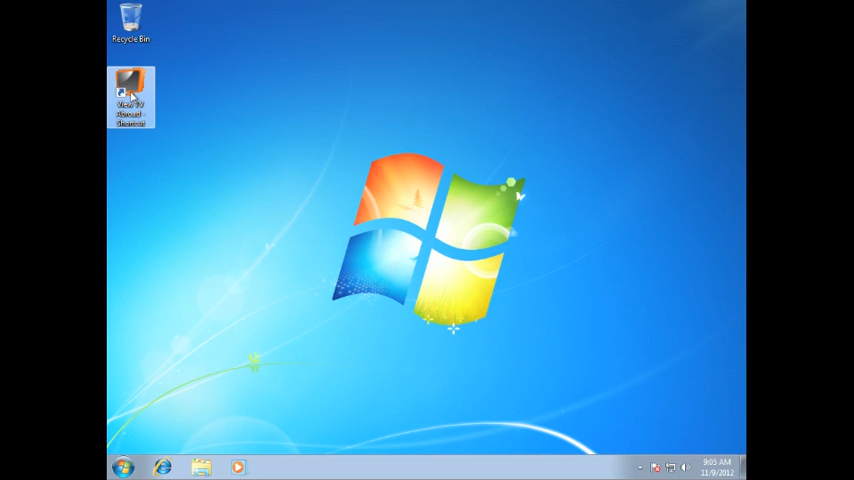 Recycle Bin
View TV
Abroad -
Shortcut
9:05 AM
11/9/2012